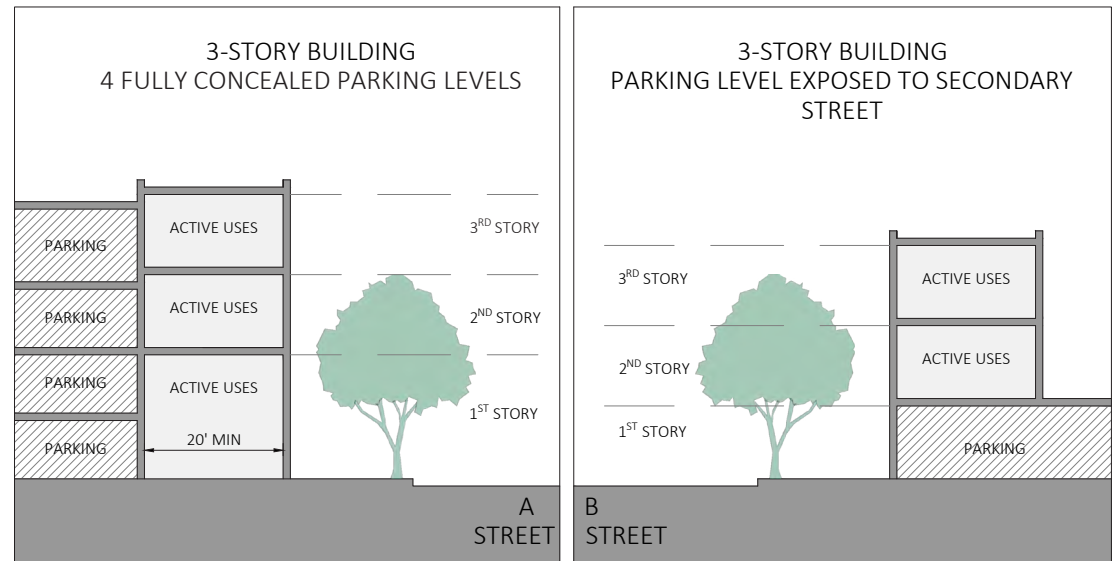 3-STORY BUILDING
4 FULLY CONCEALED PARKING LEVELS
ACTIVE USES
3RD STORY
PARKING
ACTIVE USES
2ND STORY
PARKING
PARKING
ACTIVE USES
1ST STORY
20' MIN
PARKING
A
STREET
3-STORY BUILDING
PARKING LEVEL EXPOSED TO SECONDARY
STREET
3RD STORY
ACTIVE USES
2ND STORY
ACTIVE USES
1ST STORY
PARKING
B
STREET